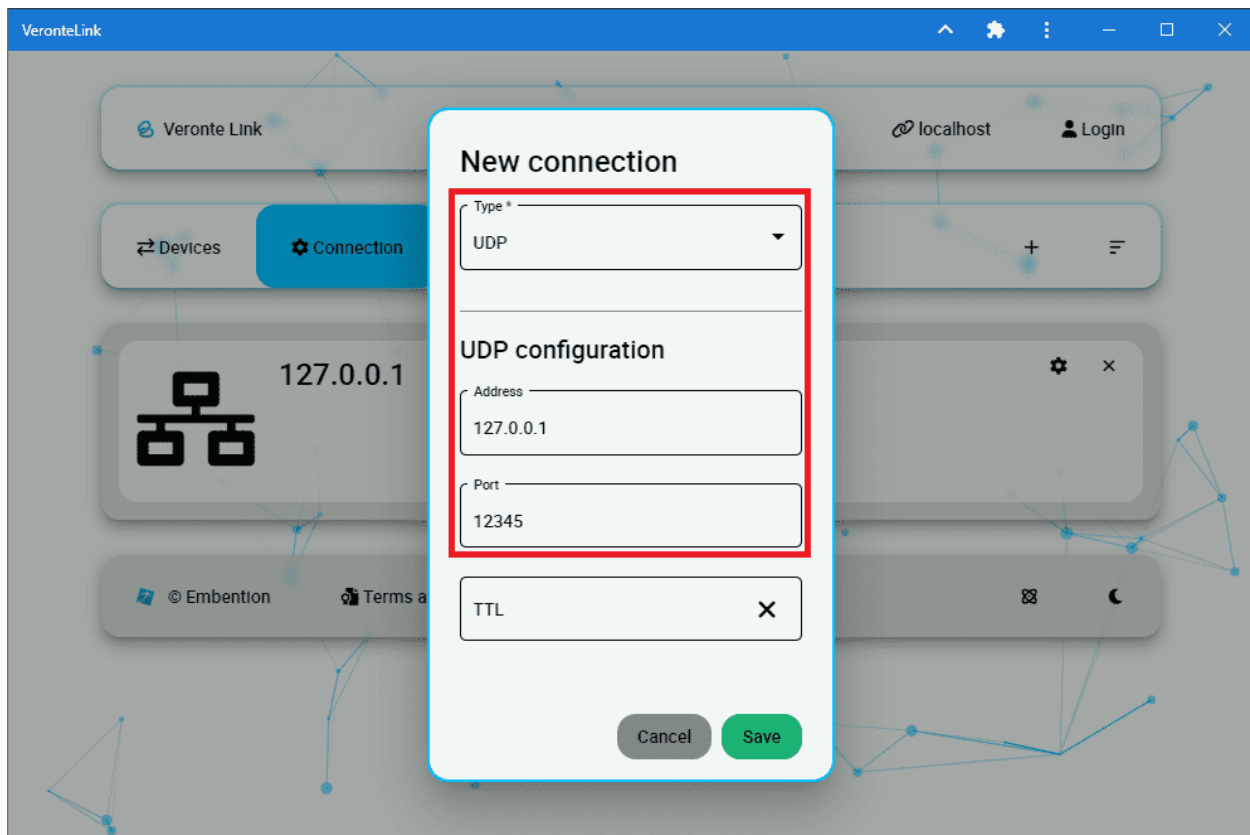 VeronteLink
Veronte Link
localhost
Login
Devices
Connection
127.0.0.1
© Embention
Terms a
New connection
Type *
UDP
UDP configuration
Address
127.0.0.1
Port
12345
TTL
Cancel
Save